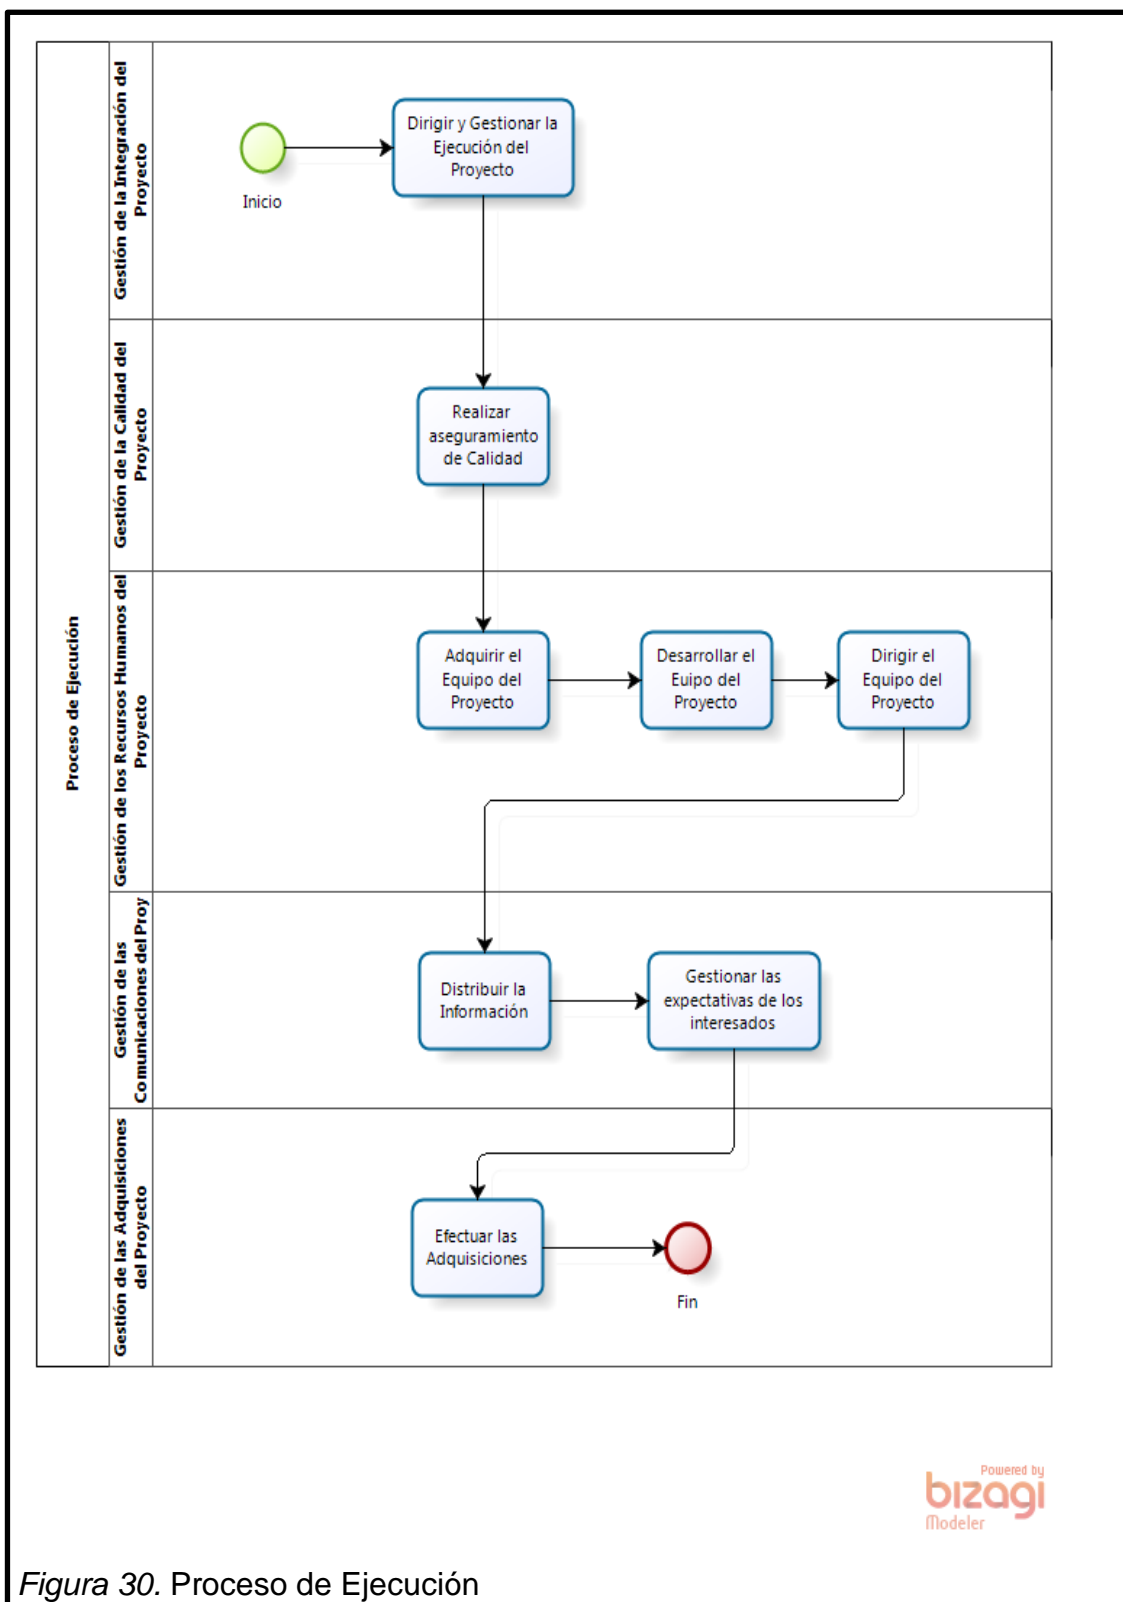 Proceso de Ejecución
Gestión de la Integración del
Proyecto
Inicio
Dirigir y Gestionar la
Ejecución del
Proyecto
Gestión de la Calidad del
Proyecto
Realizar
aseguramiento
de Calidad
Gestión de los Recursos Humanos del
Proyecto
Adquirir el
Equipo del
Proyecto
Desarrollar el
Euipo del
Proyecto
Dirigir el
Equipo del
Proyecto
Gestión de las
Comunicaciones del Proy
Distribuir la
Información
Gestionar las
expectativas de los
interesados
Gestión de las Adquisiciones
del Proyecto
Efectuar las
Adquisiciones
Fin
Powered by
bizagi
Modeler
Figura 30. Proceso de Ejecución